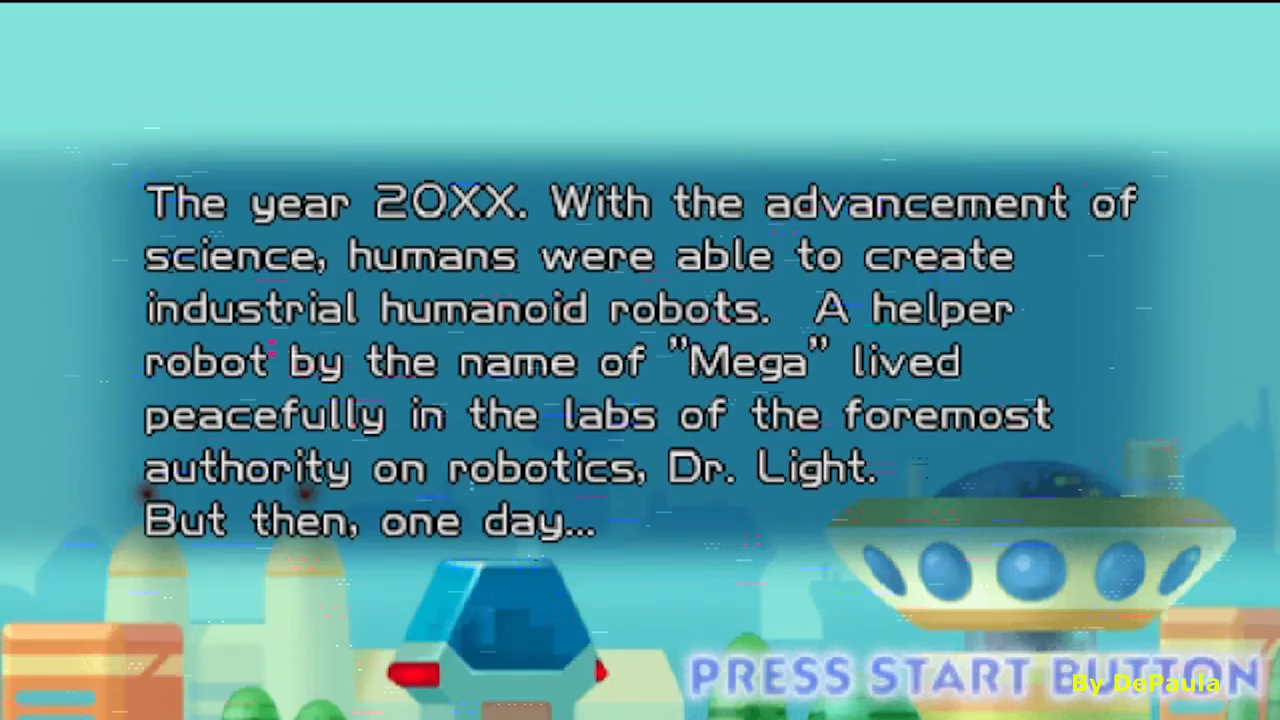 The year 20XX. With the advancement of
science, humans were able to create
industrial humanoid robots.  A helper
robot by the name of "Mega" lived
peacefully in the labs of the foremost
authority on robotics, Dr. Light.
But then, one day...
PRESS START BUTTON
By DePaula